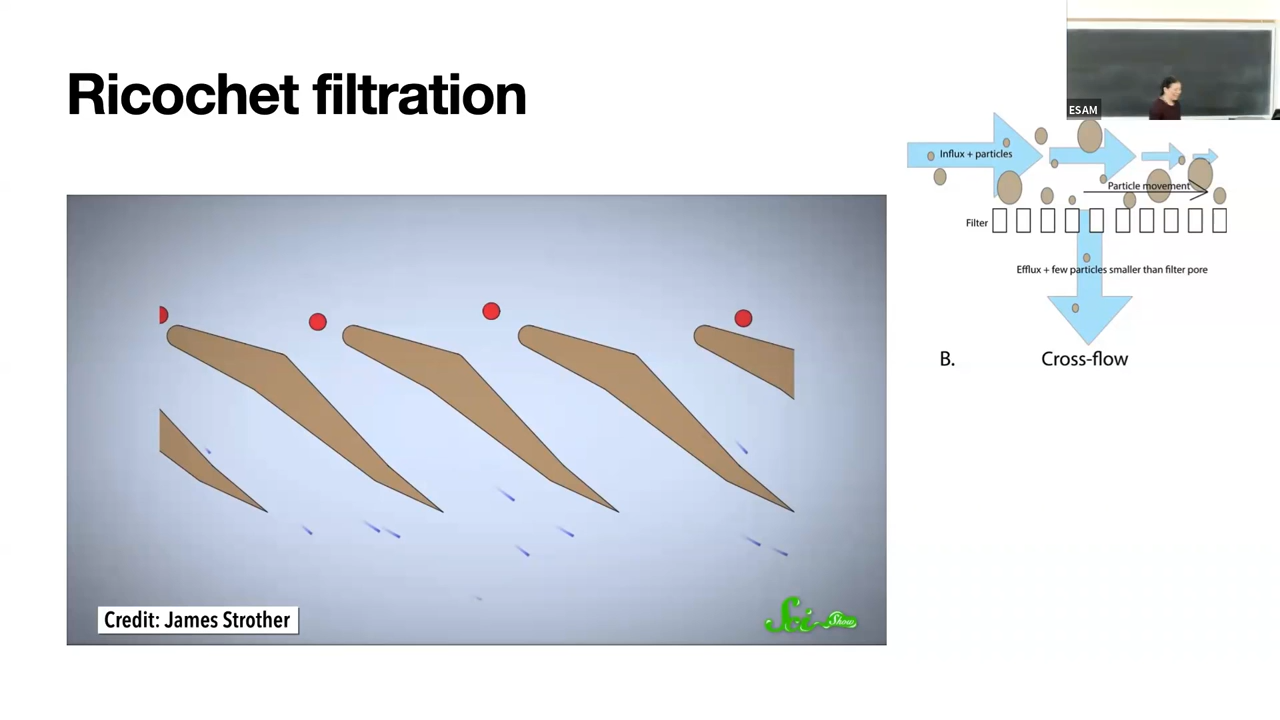 Ricochet filtration
ESAM
Influx + particles
Particle movement
Filter
Efflux + few particles smaller than filter pore
B.
Cross-flow
Credit: James Strother
Sci Show